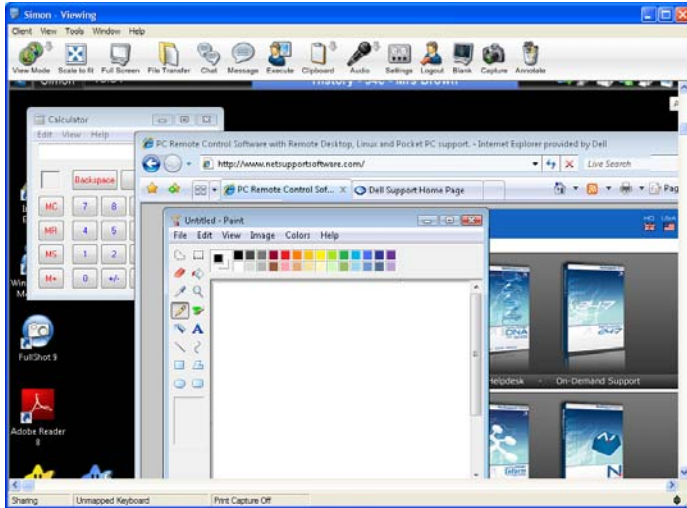 Simon - Viewing
Client View Tools Window Help
View Mode Scale to fit Full Screen File Transfer Chat Message Execute Clipboard Audio Settings Logout Blank Capture Annotate
Calculator
Edit View Help
Backspace
MC 7 8
MR 4 5
MS 1 2
M+ 0 +/-
PC Remote Control Software with Remote Desktop, Linux and Pocket PC support. - Internet Explorer provided by Dell
http://www.netsupportsoftware.com/
Live Search
PC Remote Control Sof... X Dell Support Home Page
Pag
Untitled - Paint
File Edit View Image Colors Help
A
HQ USA
DNA
247
Helpdesk - On-Demand Support
FullShot 9
Adobe Reader
8
N
Sharing Unmapped Keyboard Print Capture Off